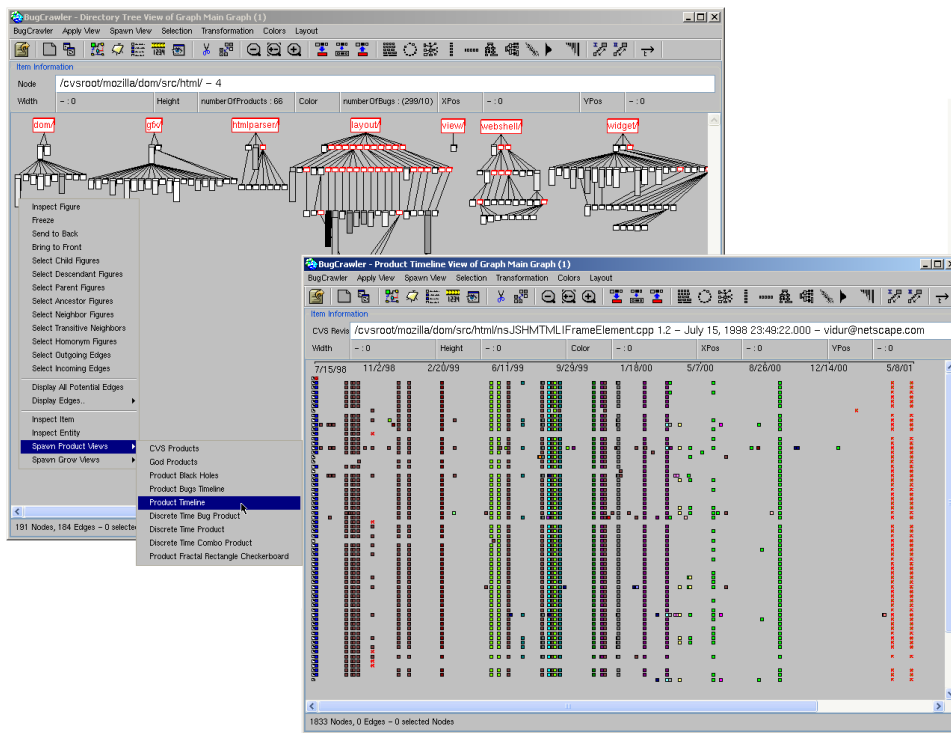 BugCrawler - Directory Tree View of Graph Main Graph (1)
BugCrawler Apply View Spawn View Selection Transformation Colors Layout
Item Information
Node /cvsroot/mozilla/dom/src/html/ - 4
Width - : 0 Height numberOfProducts : 66 Color numberOfBugs : (299/10) XPos - : 0 YPos - : 0
dom/ gfx/ htmlparser/ layout/ view/ webshell/ widget/
Inspect Figure
Freeze
Send to Back
Bring to Front
Select Child Figures
Select Descendant Figures
Select Parent Figures
Select Ancestor Figures
Select Neighbor Figures
Select Transitive Neighbors
Select Homonym Figures
Select Outgoing Edges
Select Incoming Edges
Display All Potential Edges
Display Edges..
Inspect Item
Inspect Entity
Spawn Product Views
Spawn Grow Views
CVS Products
God Products
Product Black Holes
Product Bugs Timeline
Product Timeline
Discrete Time Bug Product
Discrete Time Product
Discrete Time Combo Product
Product Fractal Rectangle Checkerboard
191 Nodes, 184 Edges - 0 selected
BugCrawler - Product Timeline View of Graph Main Graph (1)
BugCrawler Apply View Spawn View Selection Transformation Colors Layout
Item Information
CVS Revis /cvsroot/mozilla/dom/src/html/nsJSHMTMLIFrameElement.cpp 1.2 - July 15, 1998 23:49:22.000 - vidur@netscape.com
Width - : 0 Height - : 0 Color - : 0 XPos - : 0 YPos - : 0
7/15/98 11/2/98 2/20/99 6/11/99 9/29/99 1/18/00 5/7/00 8/26/00 12/14/00 5/8/01
1833 Nodes, 0 Edges - 0 selected Nodes